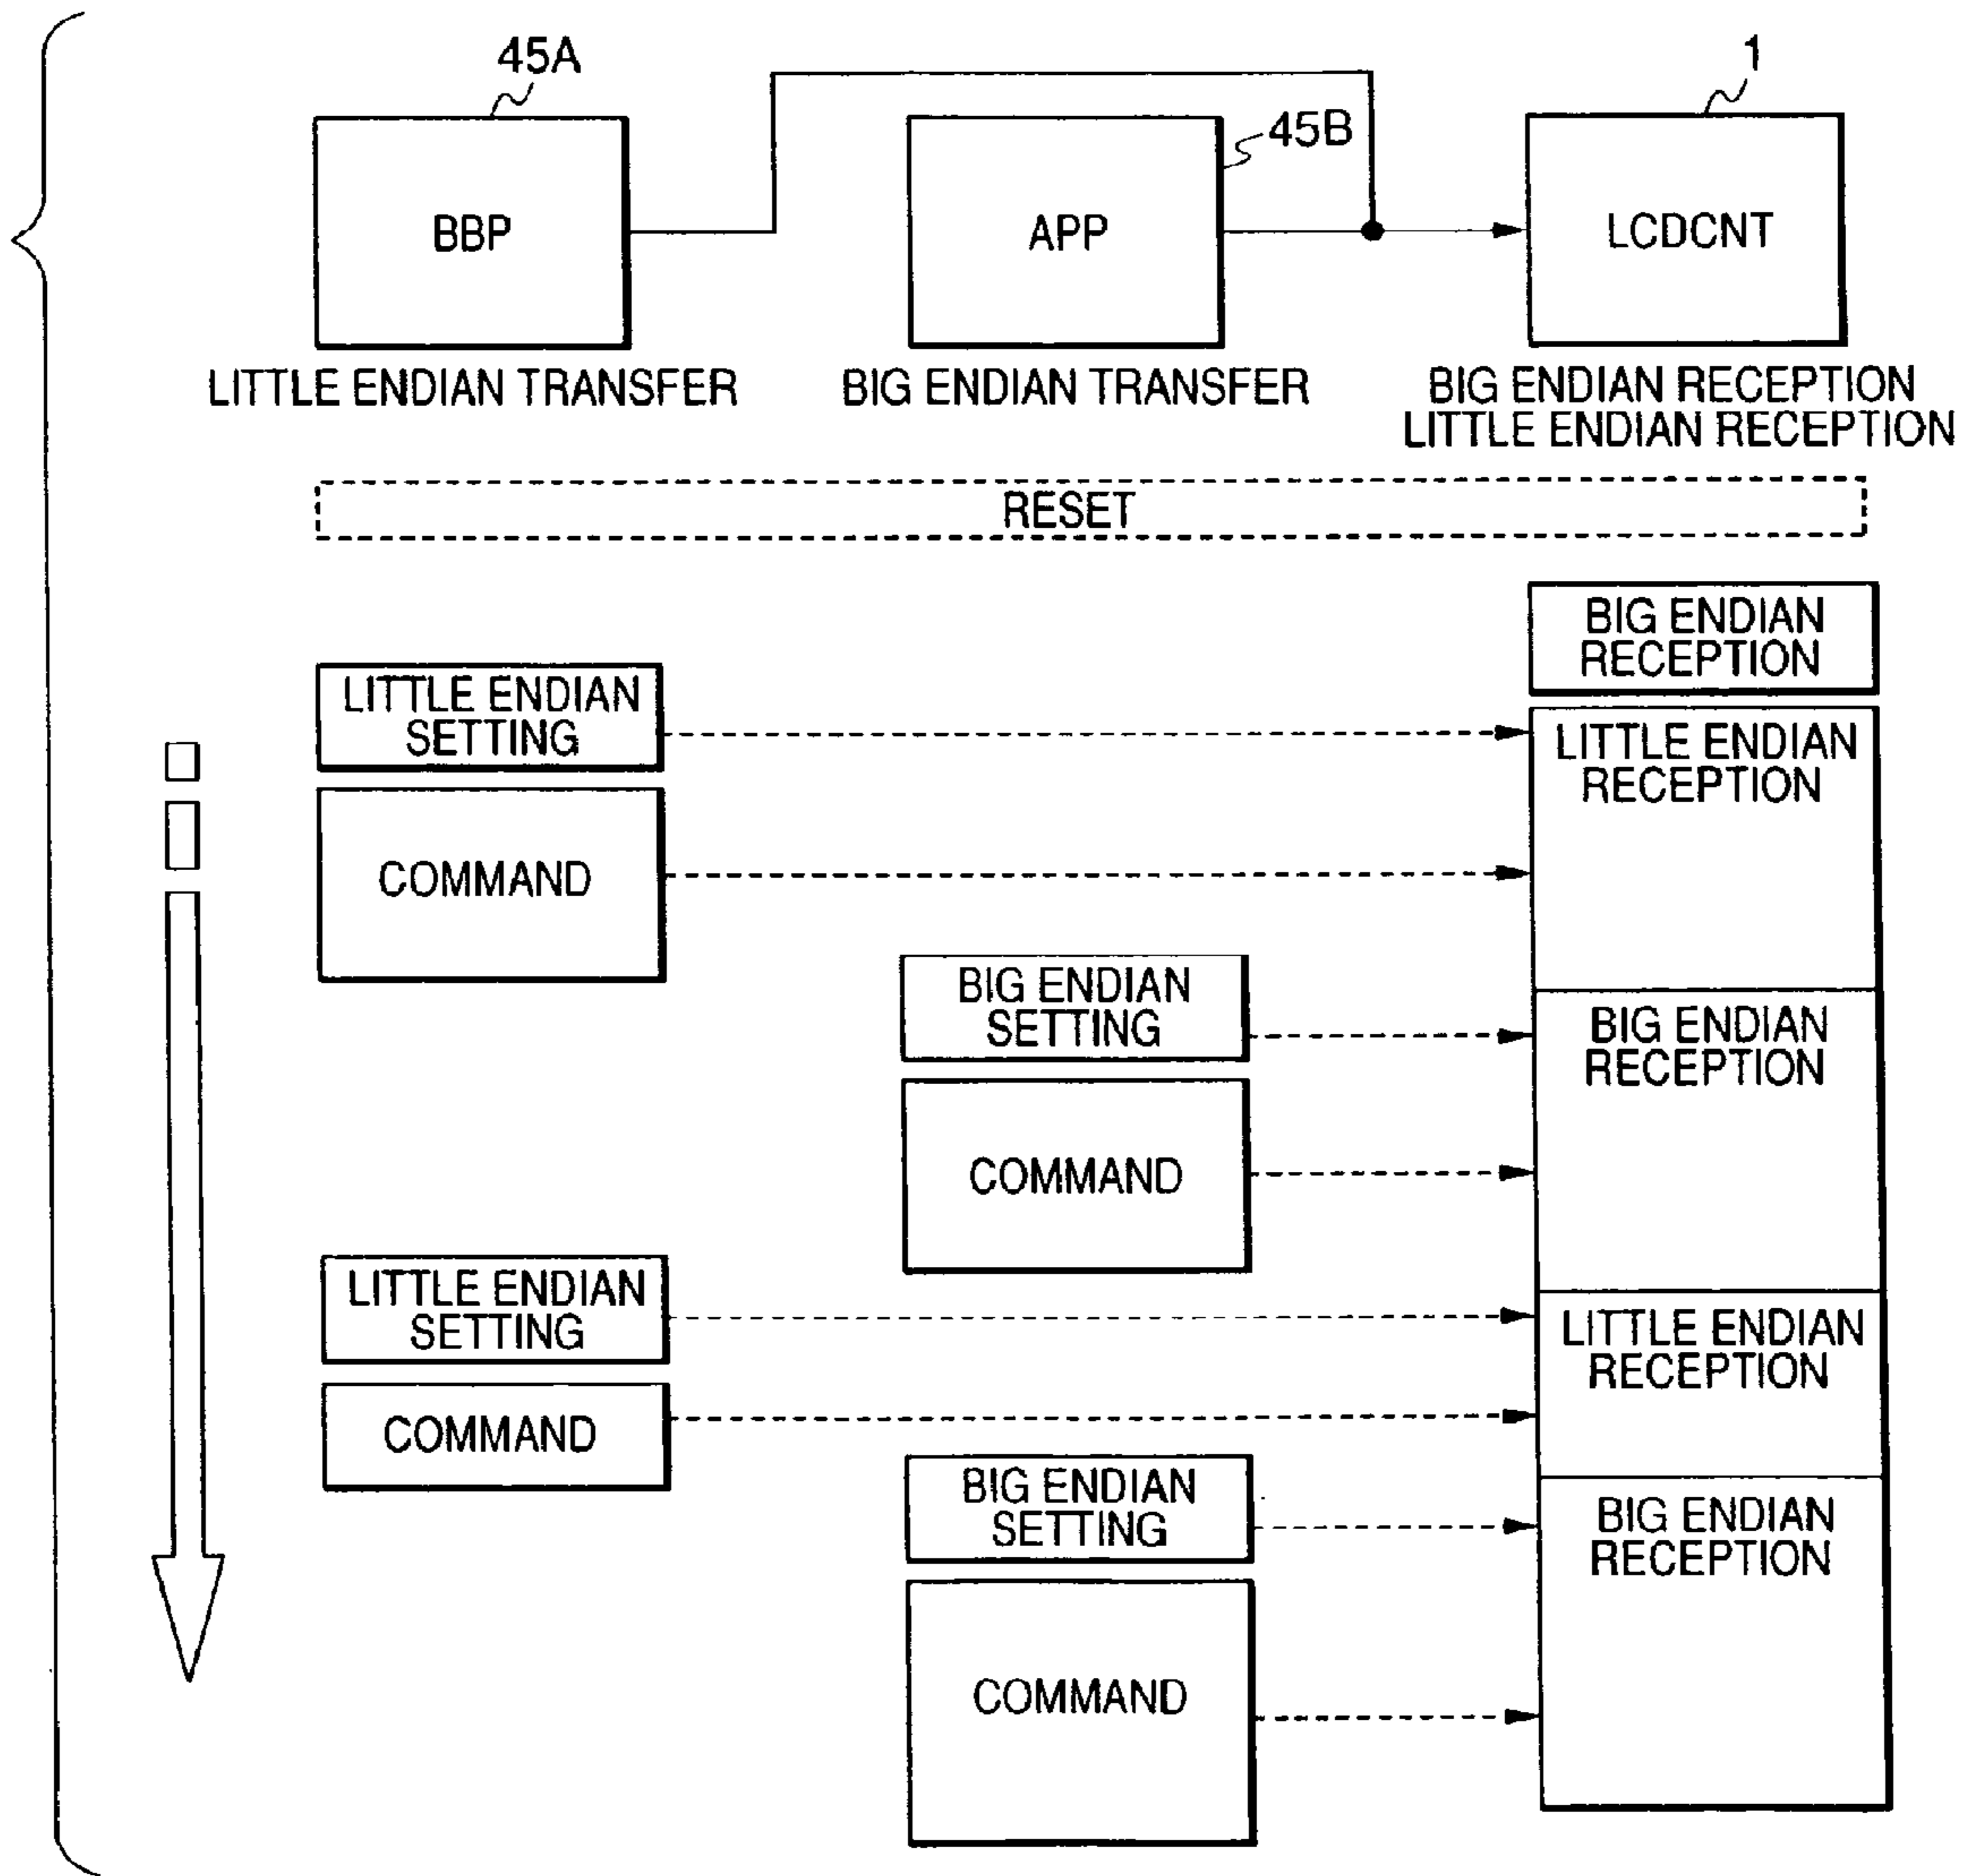 45A
1
45B
BBP
APP
LCDCNT
LITTLE ENDIAN TRANSFER
BIG ENDIAN TRANSFER
BIG ENDIAN RECEPTION
LITTLE ENDIAN RECEPTION
RESET
BIG ENDIAN
RECEPTION
LITTLE ENDIAN
SETTING
LITTLE ENDIAN
RECEPTION
COMMAND
BIG ENDIAN
SETTING
BIG ENDIAN
RECEPTION
COMMAND
LITTLE ENDIAN
SETTING
LITTLE ENDIAN
RECEPTION
COMMAND
BIG ENDIAN
SETTING
BIG ENDIAN
RECEPTION
COMMAND